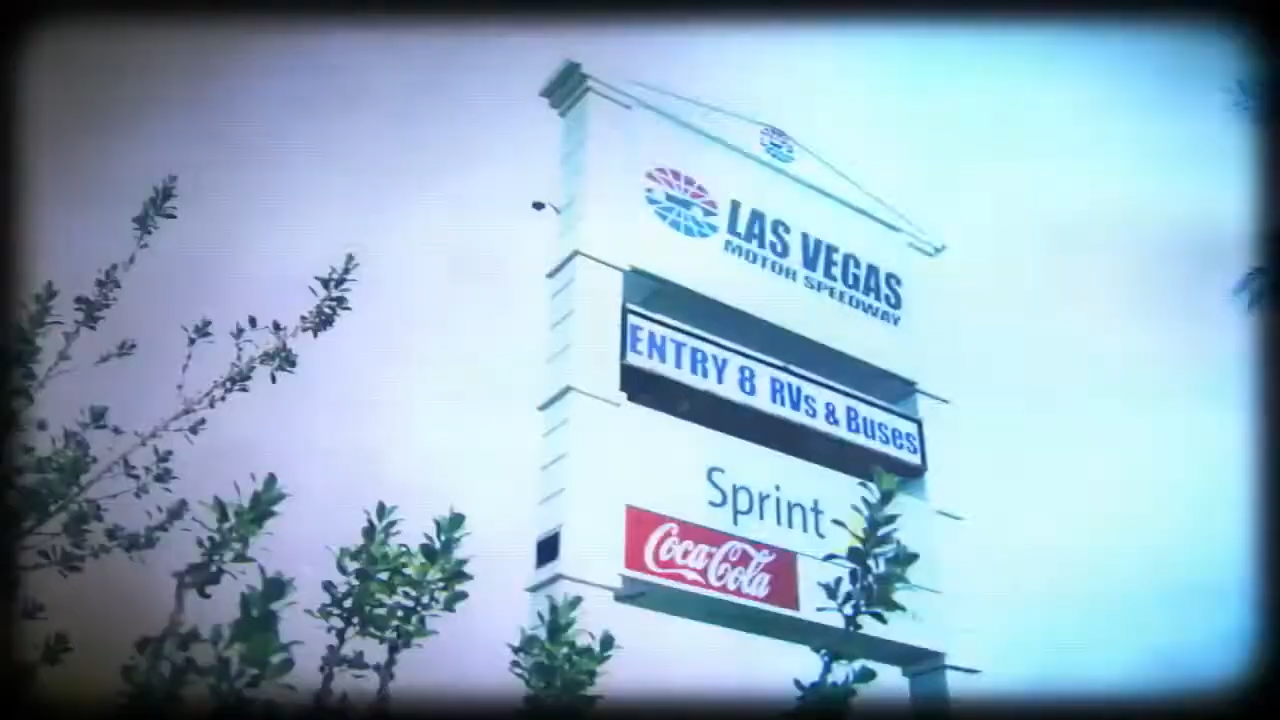 LAS VEGAS
MOTOR SPEEDWAY
ENTRY 8 RVs & Buses
Sprint
Coca-Cola